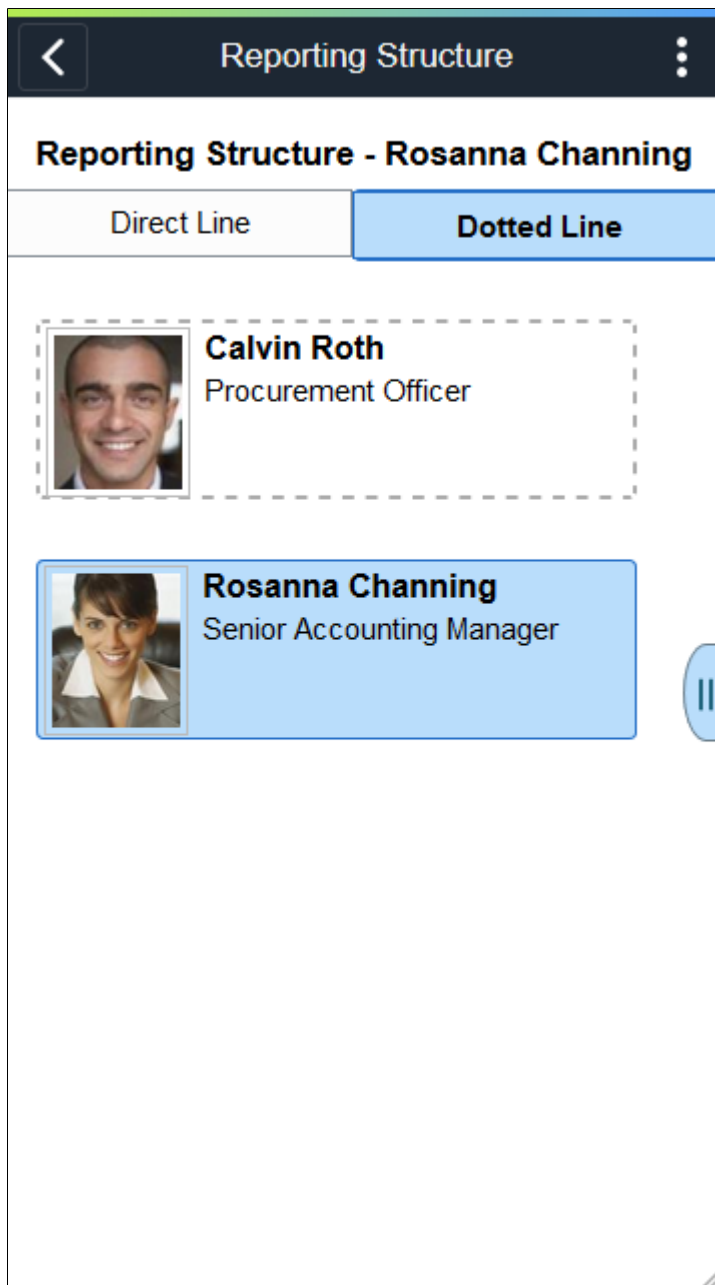 Reporting Structure
Reporting Structure - Rosanna Channing
Direct Line
Dotted Line
Calvin Roth
Procurement Officer
Rosanna Channing
Senior Accounting Manager